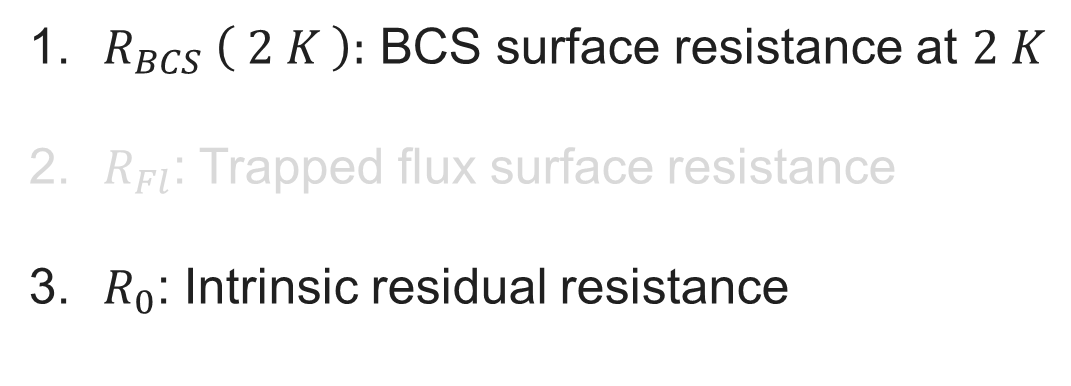 1. R_BCS ( 2 K ): BCS surface resistance at 2 K
2. R_Fl: Trapped flux surface resistance
3. R_0: Intrinsic residual resistance